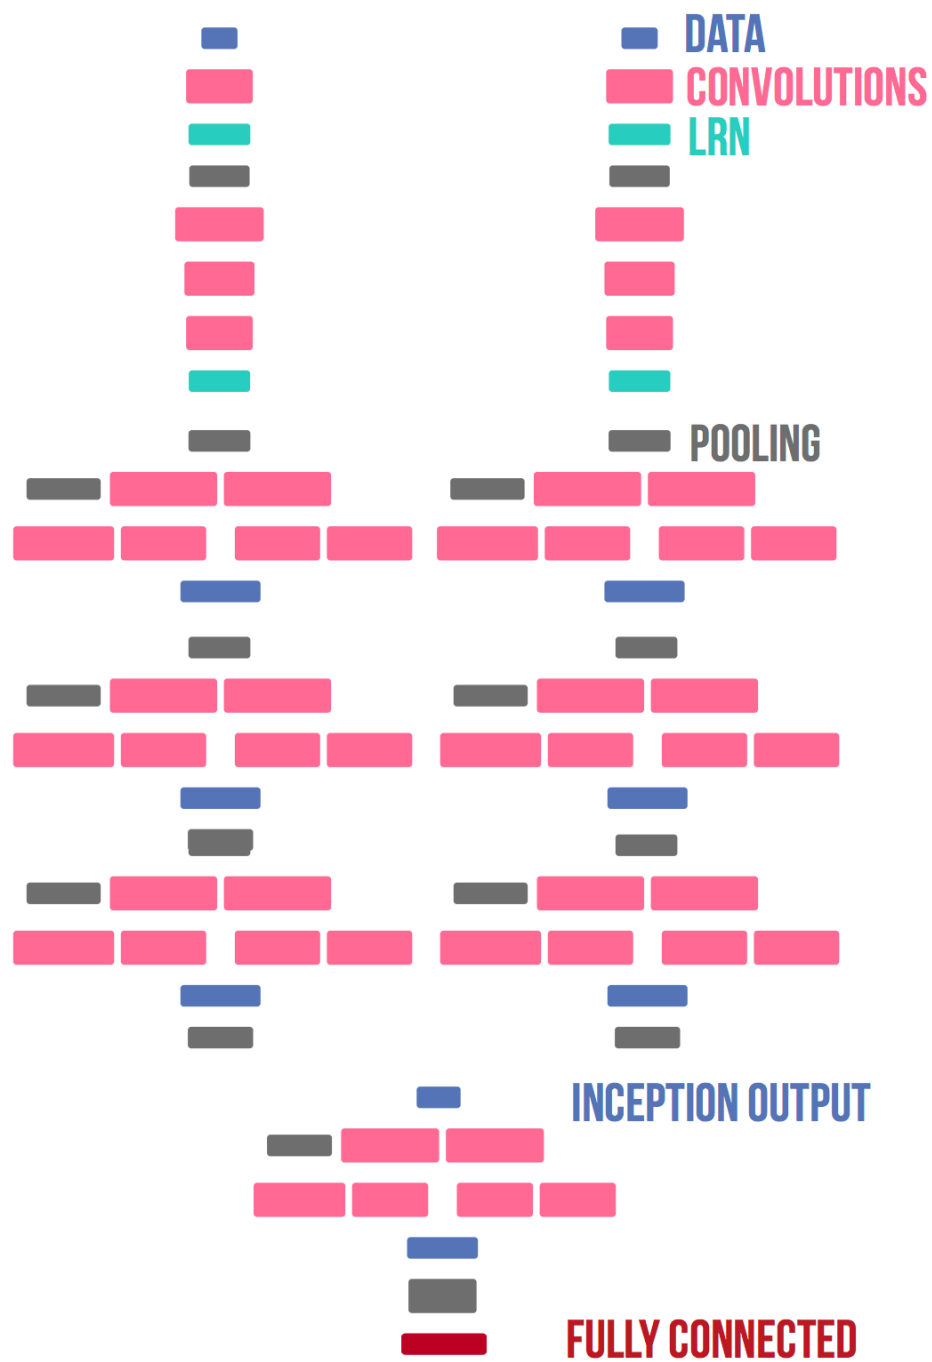 DATA
CONVOLUTIONS
LRN
POOLING
INCEPTION OUTPUT
FULLY CONNECTED